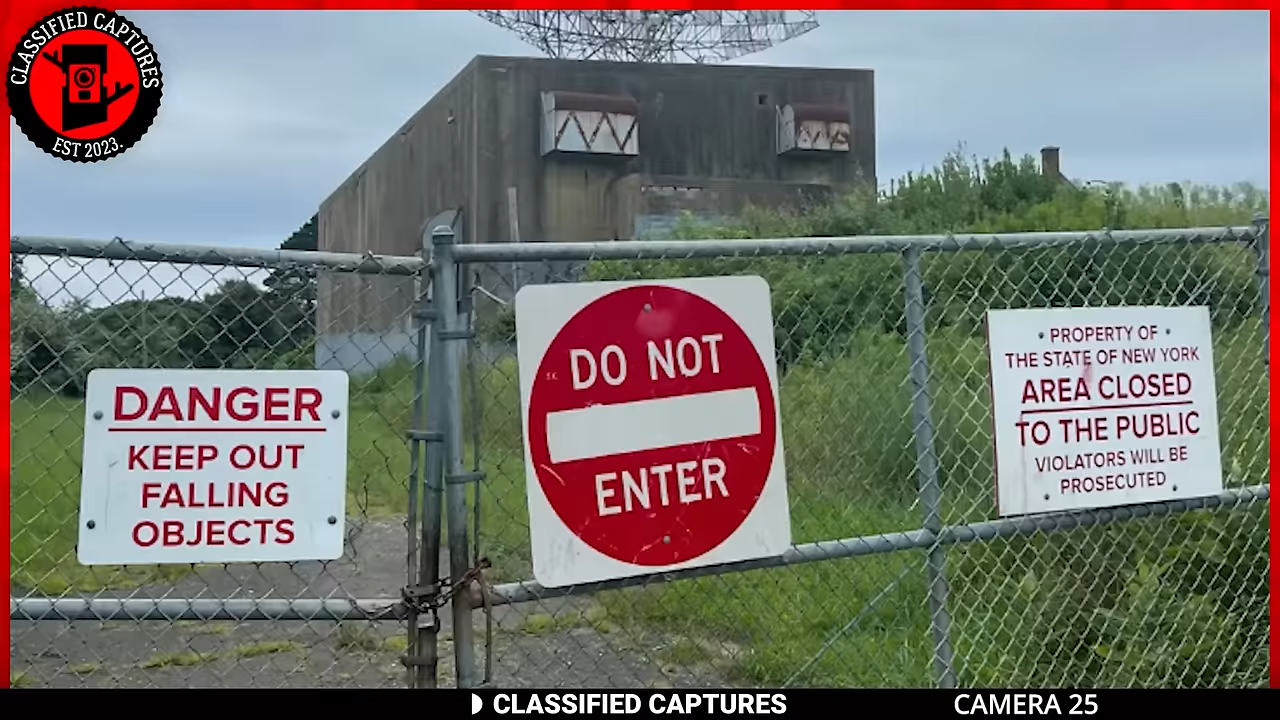 CLASSIFIED CAPTURES
EST 2023.
DANGER
KEEP OUT
FALLING
OBJECTS
DO NOT
ENTER
• PROPERTY OF •
THE STATE OF NEW YORK
AREA CLOSED
TO THE PUBLIC
VIOLATORS WILL BE
PROSECUTED
CLASSIFIED CAPTURES
CAMERA 25